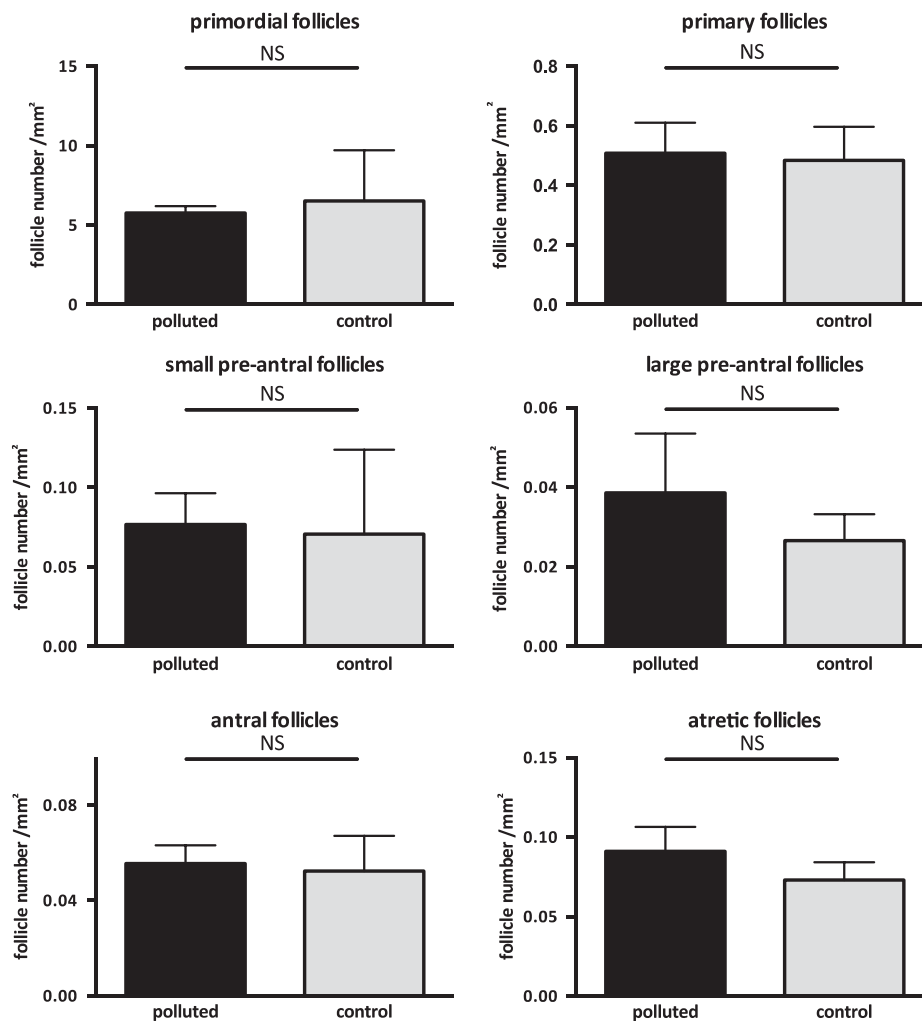 primordial follicles
NS
15
10
5
0
follicle number /mm²
polluted
control
primary follicles
NS
0.8
0.6
0.4
0.2
0.0
follicle number /mm²
polluted
control
small pre-antral follicles
NS
0.15
0.10
0.05
0.00
follicle number /mm²
polluted
control
large pre-antral follicles
NS
0.06
0.04
0.02
0.00
follicle number /mm²
polluted
control
antral follicles
NS
0.08
0.04
0.00
follicle number /mm²
polluted
control
atretic follicles
NS
0.15
0.10
0.05
0.00
follicle number /mm²
polluted
control